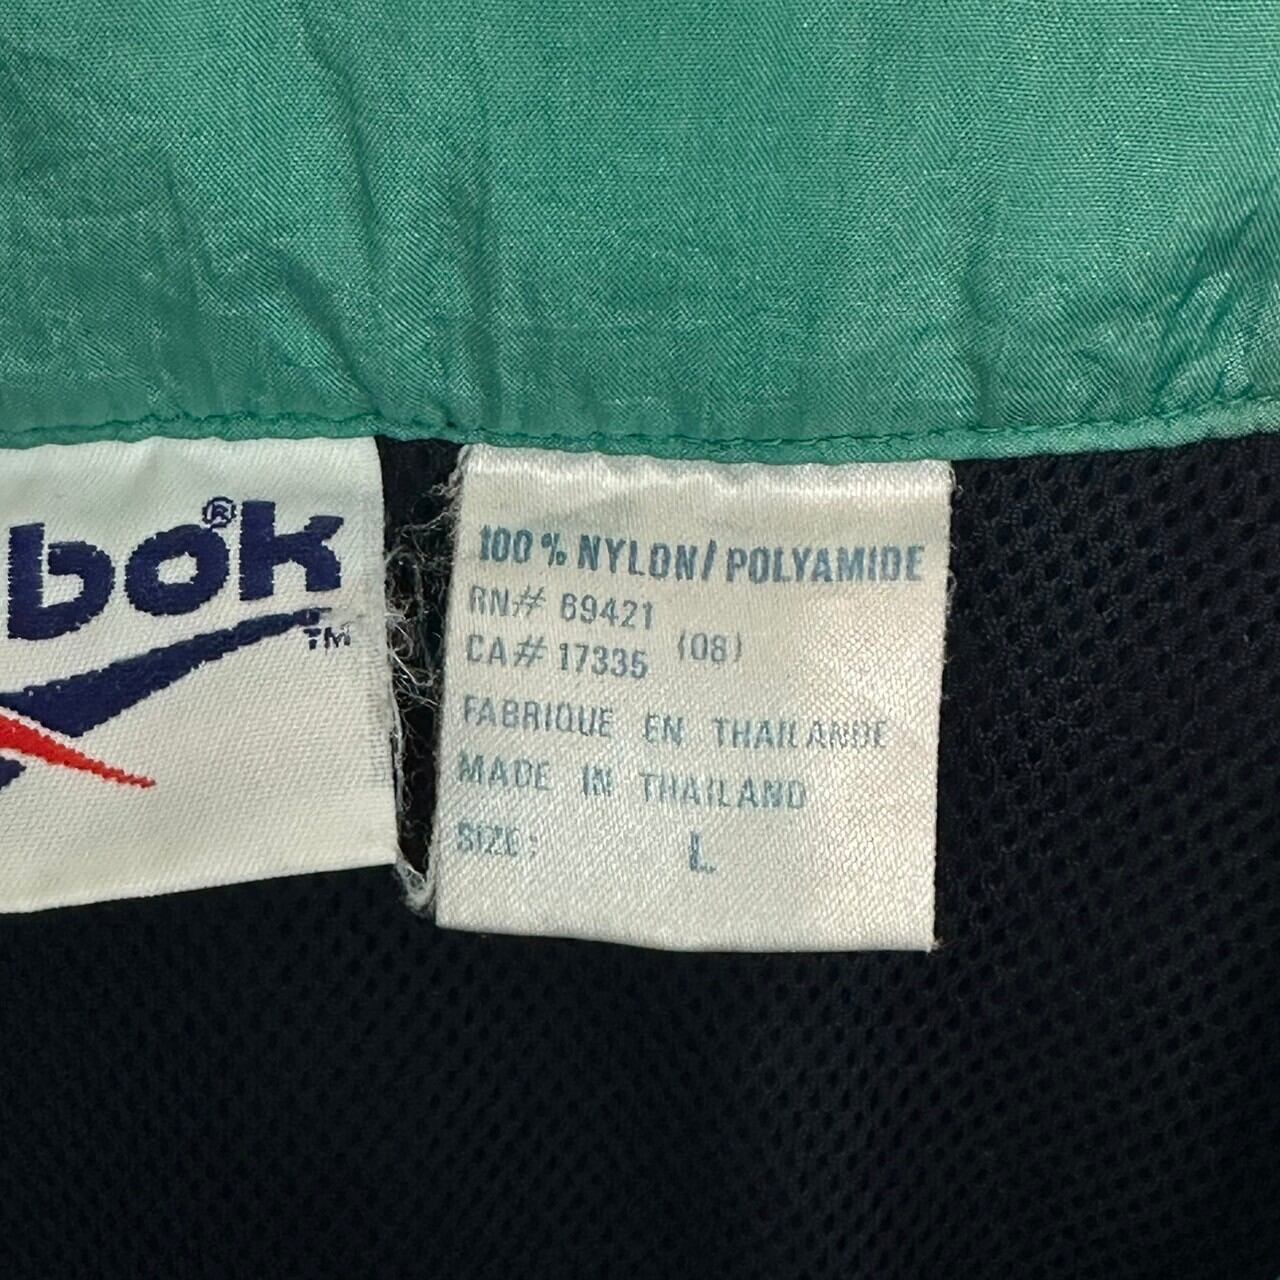 bok®
TM
100% NYLON/POLYAMIDE
RN# 69421
CA# 17335 (08)
FABRIQUE EN THAILANDE
MADE IN THAILAND
SIZE: L